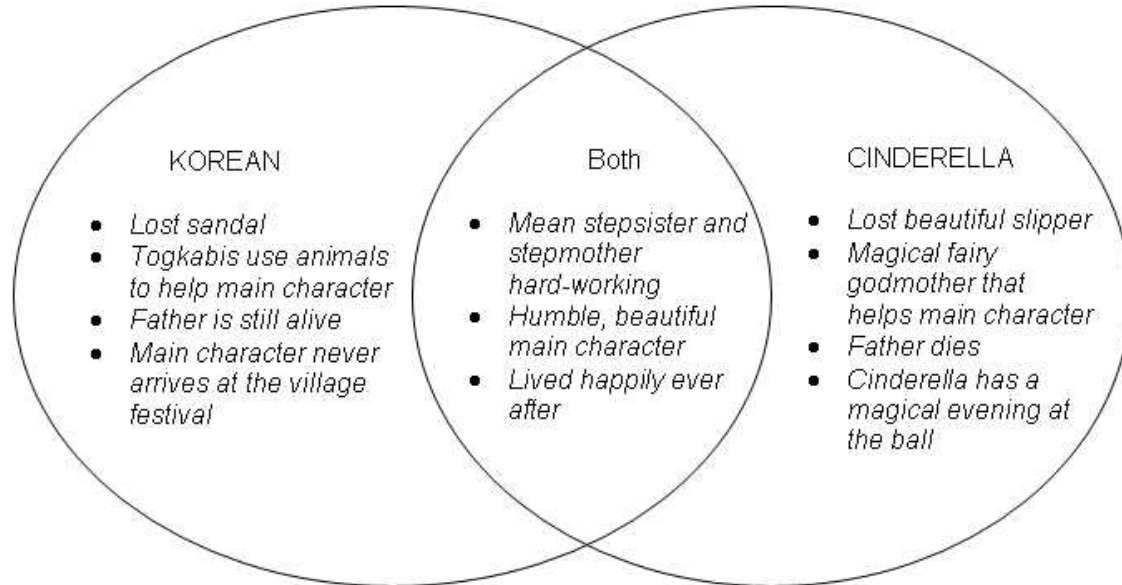 KOREAN
• Lost sandal
• Togkabis use animals
to help main character
• Father is still alive
• Main character never
arrives at the village
festival
Both
• Mean stepsister and
stepmother
hard-working
• Humble, beautiful
main character
• Lived happily ever
after
CINDERELLA
• Lost beautiful slipper
• Magical fairy
godmother that
helps main character
• Father dies
• Cinderella has a
magical evening at
the ball